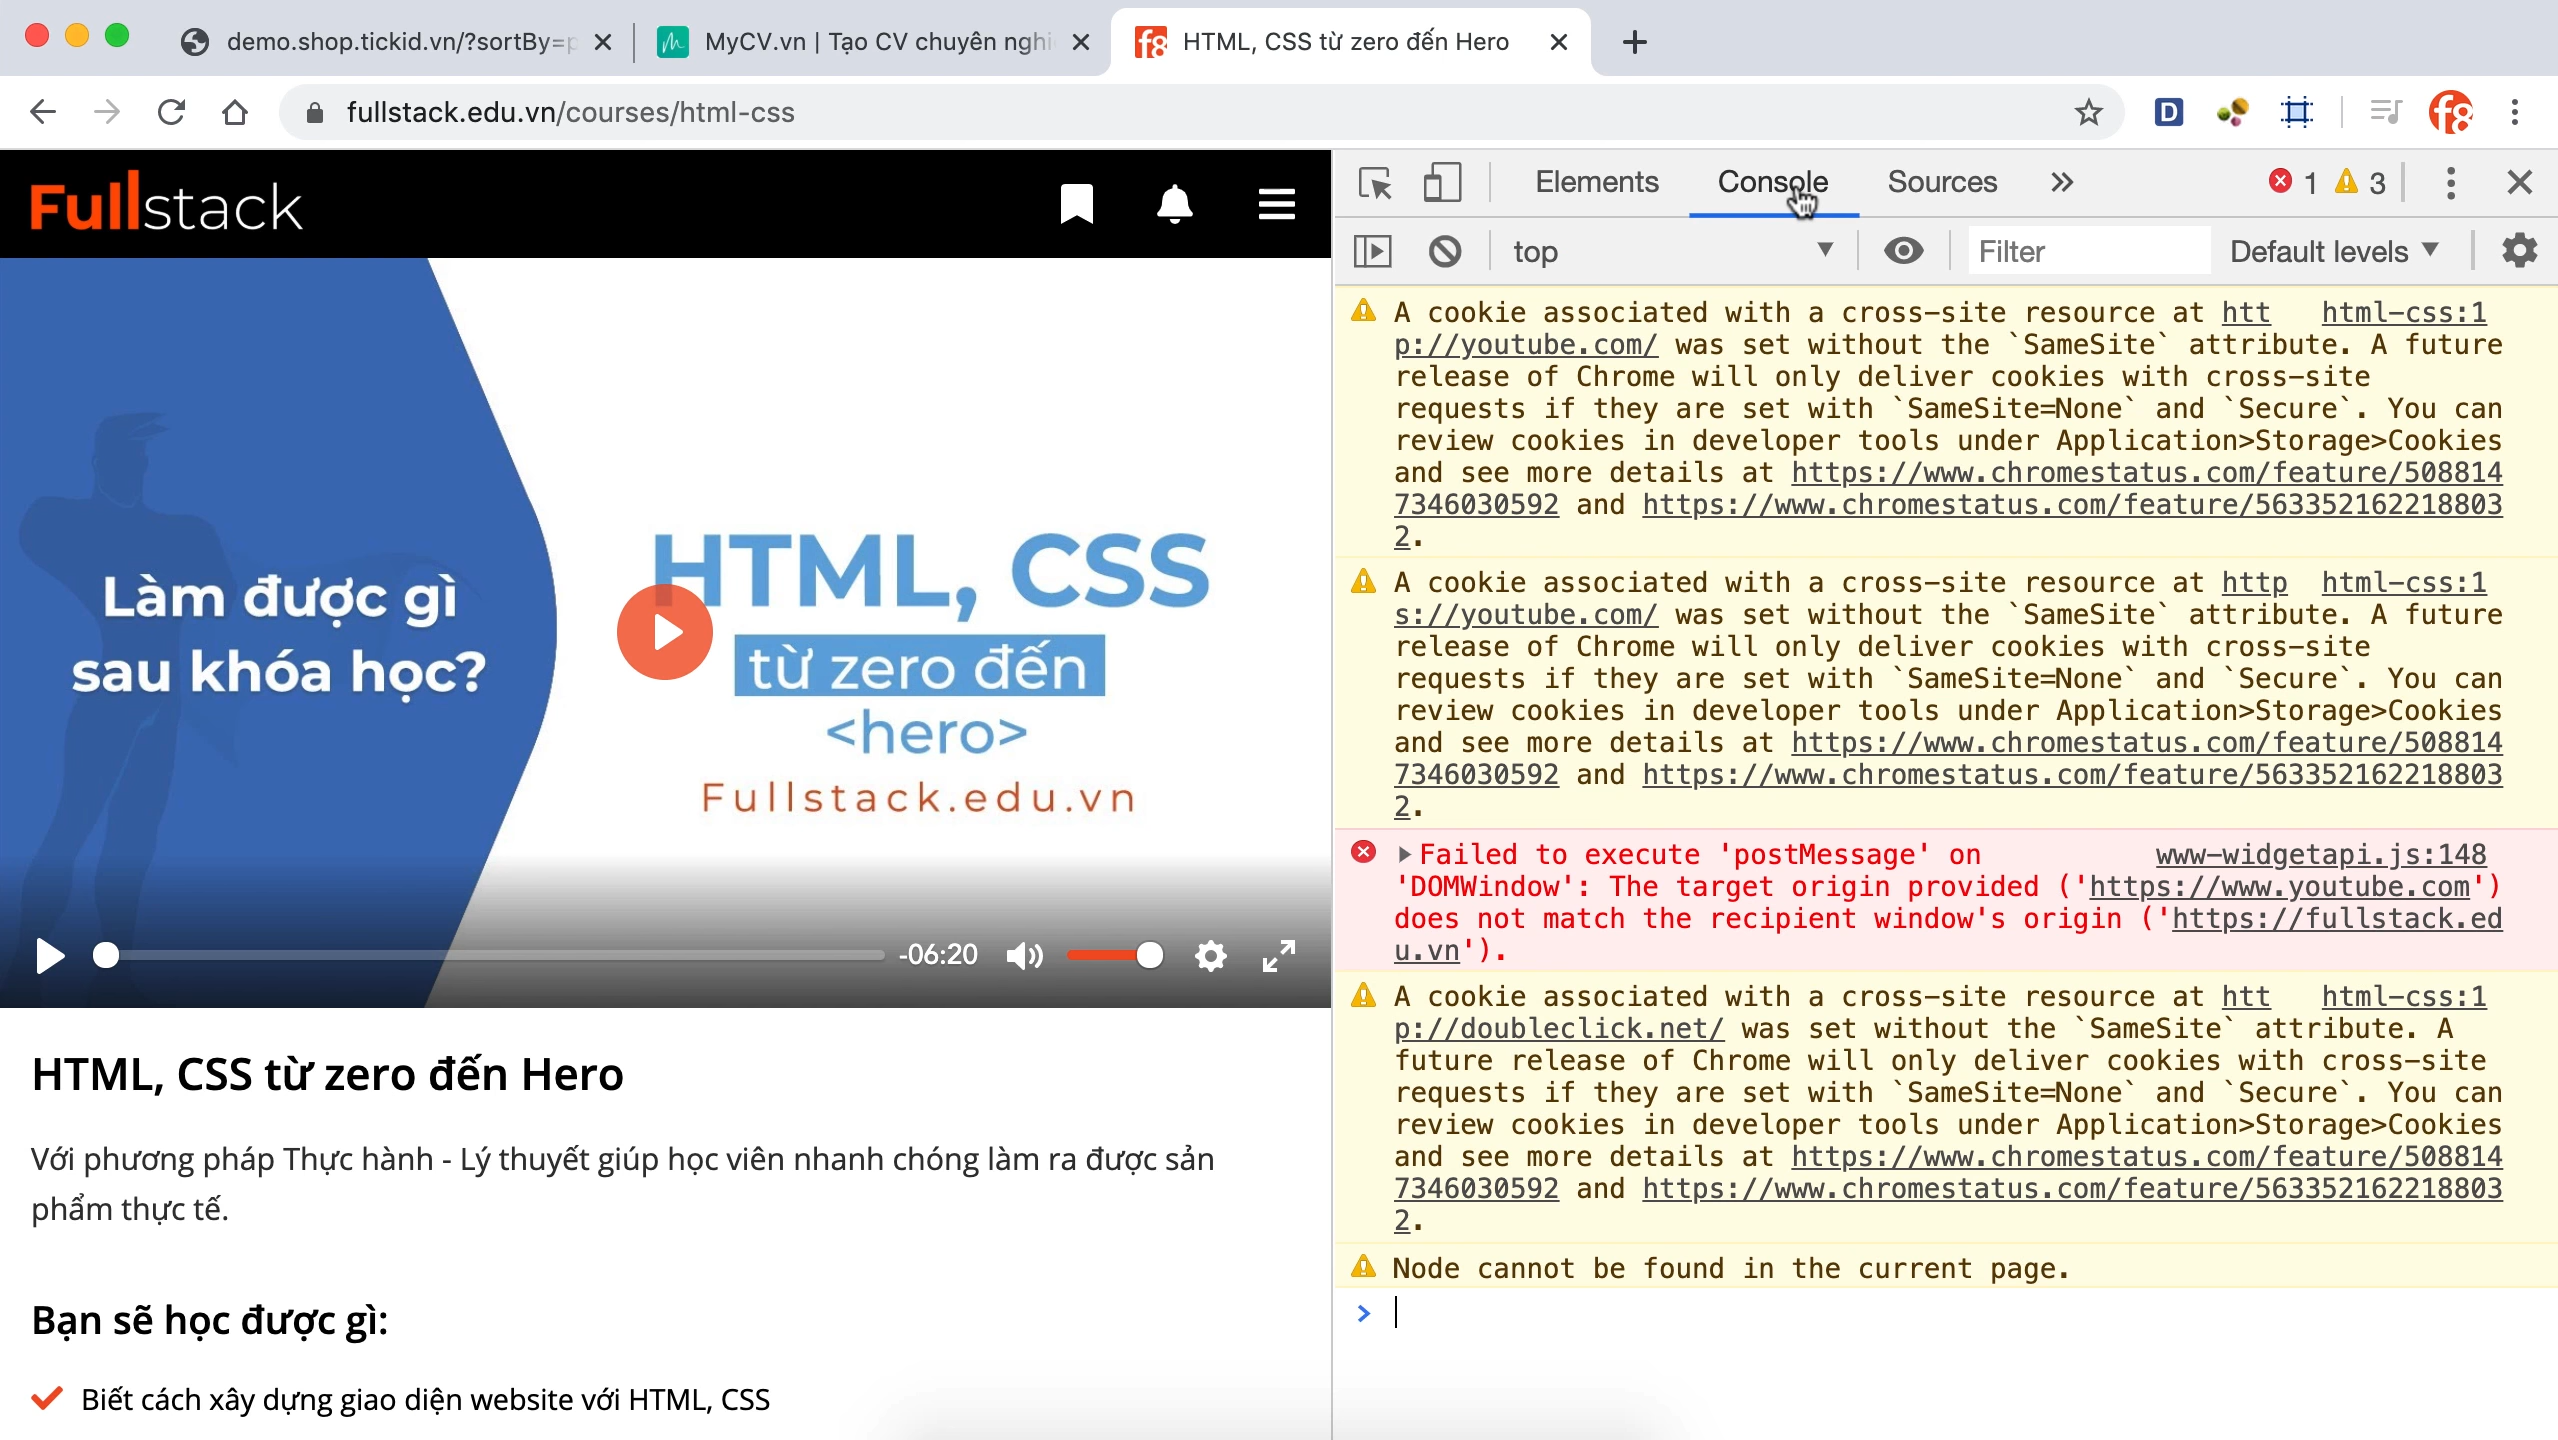 demo.shop.tickid.vn/?sortBy=p
MyCV.vn | Tạo CV chuyên nghi
f8 HTML, CSS từ zero đến Hero
fullstack.edu.vn/courses/html-css
D
f8
Fullstack
Elements Console Sources » 1 3
top Filter Default levels
Làm được gì
sau khóa học?
HTML, CSS
từ zero đến
<hero>
Fullstack.edu.vn
-06:20
HTML, CSS từ zero đến Hero
Với phương pháp Thực hành - Lý thuyết giúp học viên nhanh chóng làm ra được sản
phẩm thực tế.
Bạn sẽ học được gì:
Biết cách xây dựng giao diện website với HTML, CSS
A cookie associated with a cross-site resource at htt html-css:1
p://youtube.com/ was set without the `SameSite` attribute. A future
release of Chrome will only deliver cookies with cross-site
requests if they are set with `SameSite=None` and `Secure`. You can
review cookies in developer tools under Application>Storage>Cookies
and see more details at https://www.chromestatus.com/feature/508814
7346030592 and https://www.chromestatus.com/feature/563352162218803
2.
A cookie associated with a cross-site resource at http html-css:1
s://youtube.com/ was set without the `SameSite` attribute. A future
release of Chrome will only deliver cookies with cross-site
requests if they are set with `SameSite=None` and `Secure`. You can
review cookies in developer tools under Application>Storage>Cookies
and see more details at https://www.chromestatus.com/feature/508814
7346030592 and https://www.chromestatus.com/feature/563352162218803
2.
Failed to execute 'postMessage' on www-widgetapi.js:148
'DOMWindow': The target origin provided ('https://www.youtube.com')
does not match the recipient window's origin ('https://fullstack.ed
u.vn').
A cookie associated with a cross-site resource at htt html-css:1
p://doubleclick.net/ was set without the `SameSite` attribute. A
future release of Chrome will only deliver cookies with cross-site
requests if they are set with `SameSite=None` and `Secure`. You can
review cookies in developer tools under Application>Storage>Cookies
and see more details at https://www.chromestatus.com/feature/508814
7346030592 and https://www.chromestatus.com/feature/563352162218803
2.
Node cannot be found in the current page.